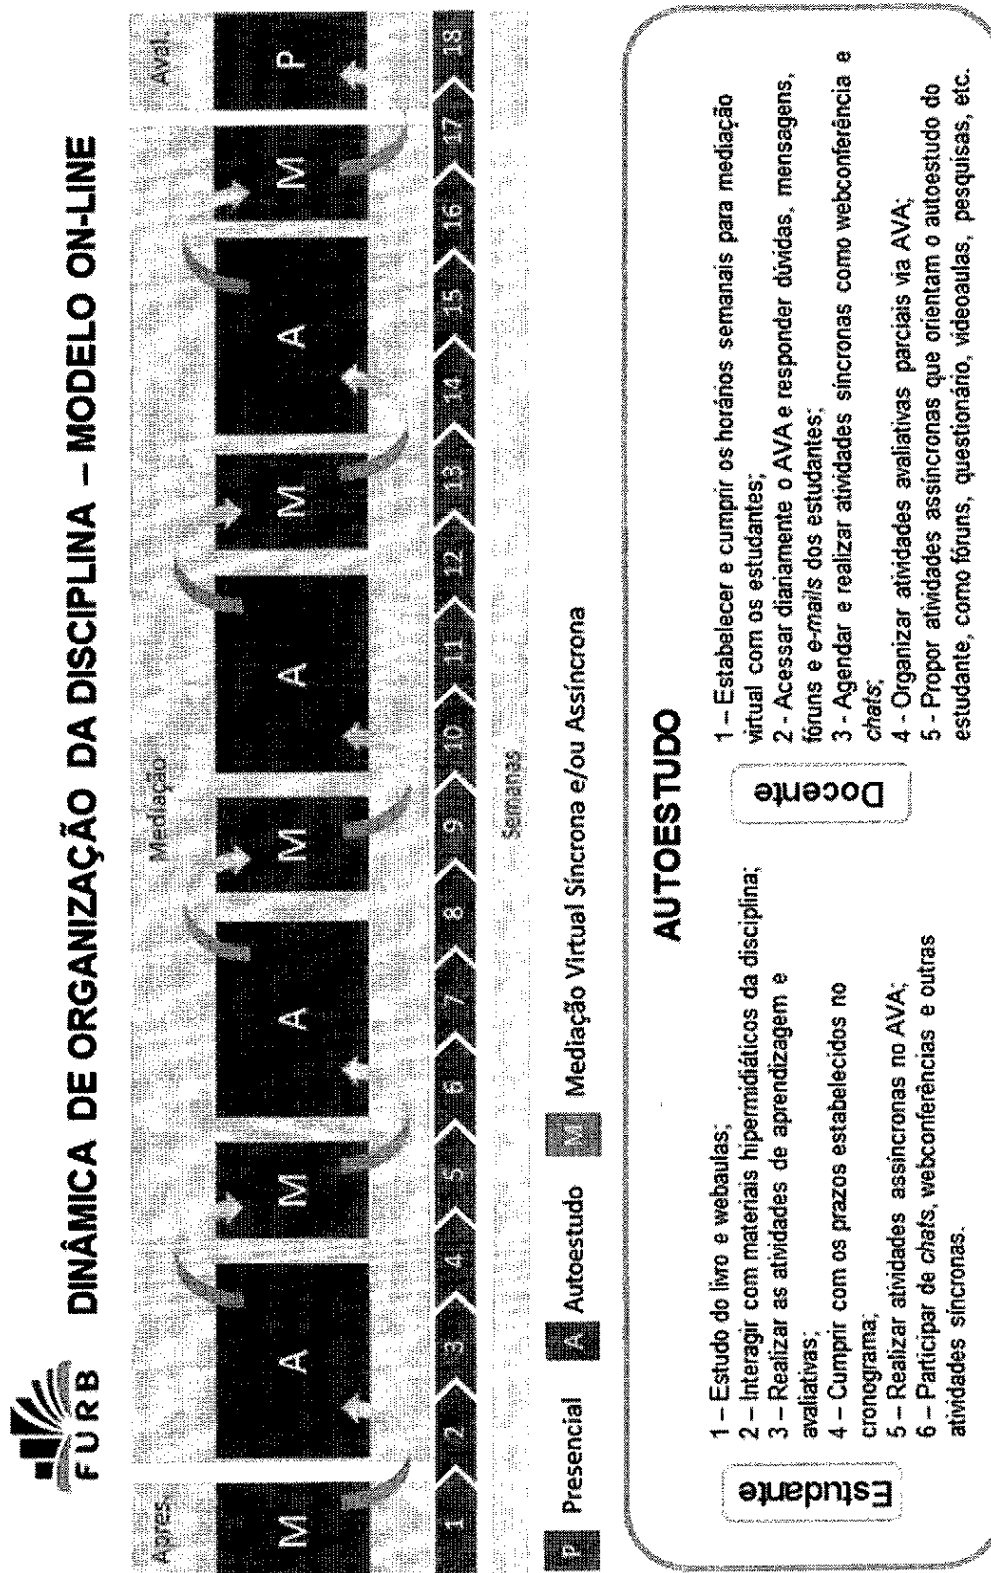 FURB
DINÂMICA DE ORGANIZAÇÃO DA DISCIPLINA – MODELO ON-LINE
Apres.
Mediação
Aval.
M A M A M A M A M P
1 2 3 4 5 6 7 8 9 10 11 12 13 14 15 16 17 18
Semanas
P Presencial A Autoestudo M Mediação Virtual Síncrona e/ou Assíncrona
AUTOESTUDO
Estudante
1 – Estudo do livro e webaulas;
2 – Interagir com materiais hipermidiáticos da disciplina;
3 – Realizar as atividades de aprendizagem e
avaliativas;
4 – Cumprir com os prazos estabelecidos no
cronograma;
5 – Realizar atividades assíncronas no AVA;
6 – Participar de chats, webconferências e outras
atividades síncronas.
Docente
1 – Estabelecer e cumprir os horários semanais para mediação
virtual com os estudantes;
2 - Acessar diariamente o AVA e responder dúvidas, mensagens,
fóruns e e-mails dos estudantes;
3 - Agendar e realizar atividades síncronas como webconferência e
chats;
4 - Organizar atividades avaliativas parciais via AVA;
5 - Propor atividades assíncronas que orientam o autoestudo do
estudante, como fóruns, questionário, videoaulas, pesquisas, etc.